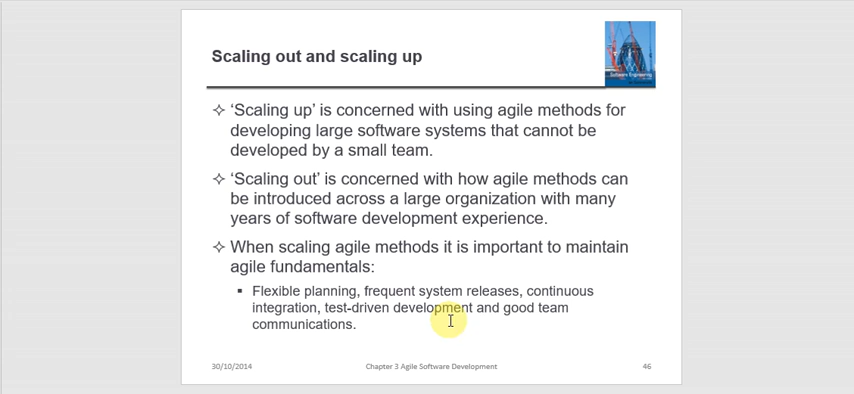 Scaling out and scaling up
Software Engineering
✧ ‘Scaling up’ is concerned with using agile methods for
developing large software systems that cannot be
developed by a small team.
✧ ‘Scaling out’ is concerned with how agile methods can
be introduced across a large organization with many
years of software development experience.
✧ When scaling agile methods it is important to maintain
agile fundamentals:
▪ Flexible planning, frequent system releases, continuous
integration, test-driven development and good team
communications.
30/10/2014 Chapter 3 Agile Software Development 46